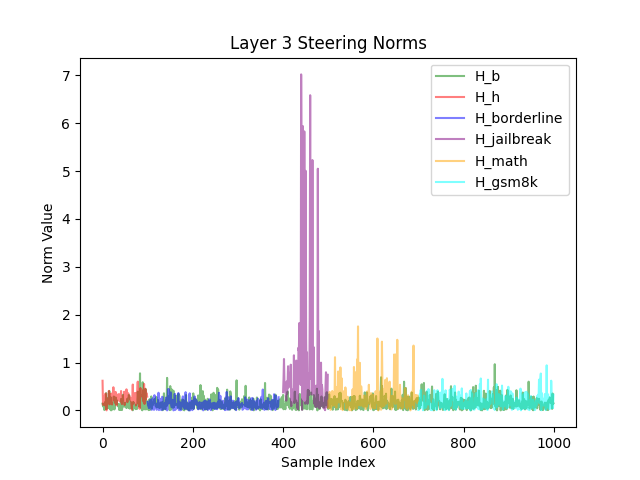 Layer 3 Steering Norms
7
6
5
4
3
2
1
0
Norm Value
H_b
H_h
H_borderline
H_jailbreak
H_math
H_gsm8k
0 200 400 600 800 1000
Sample Index